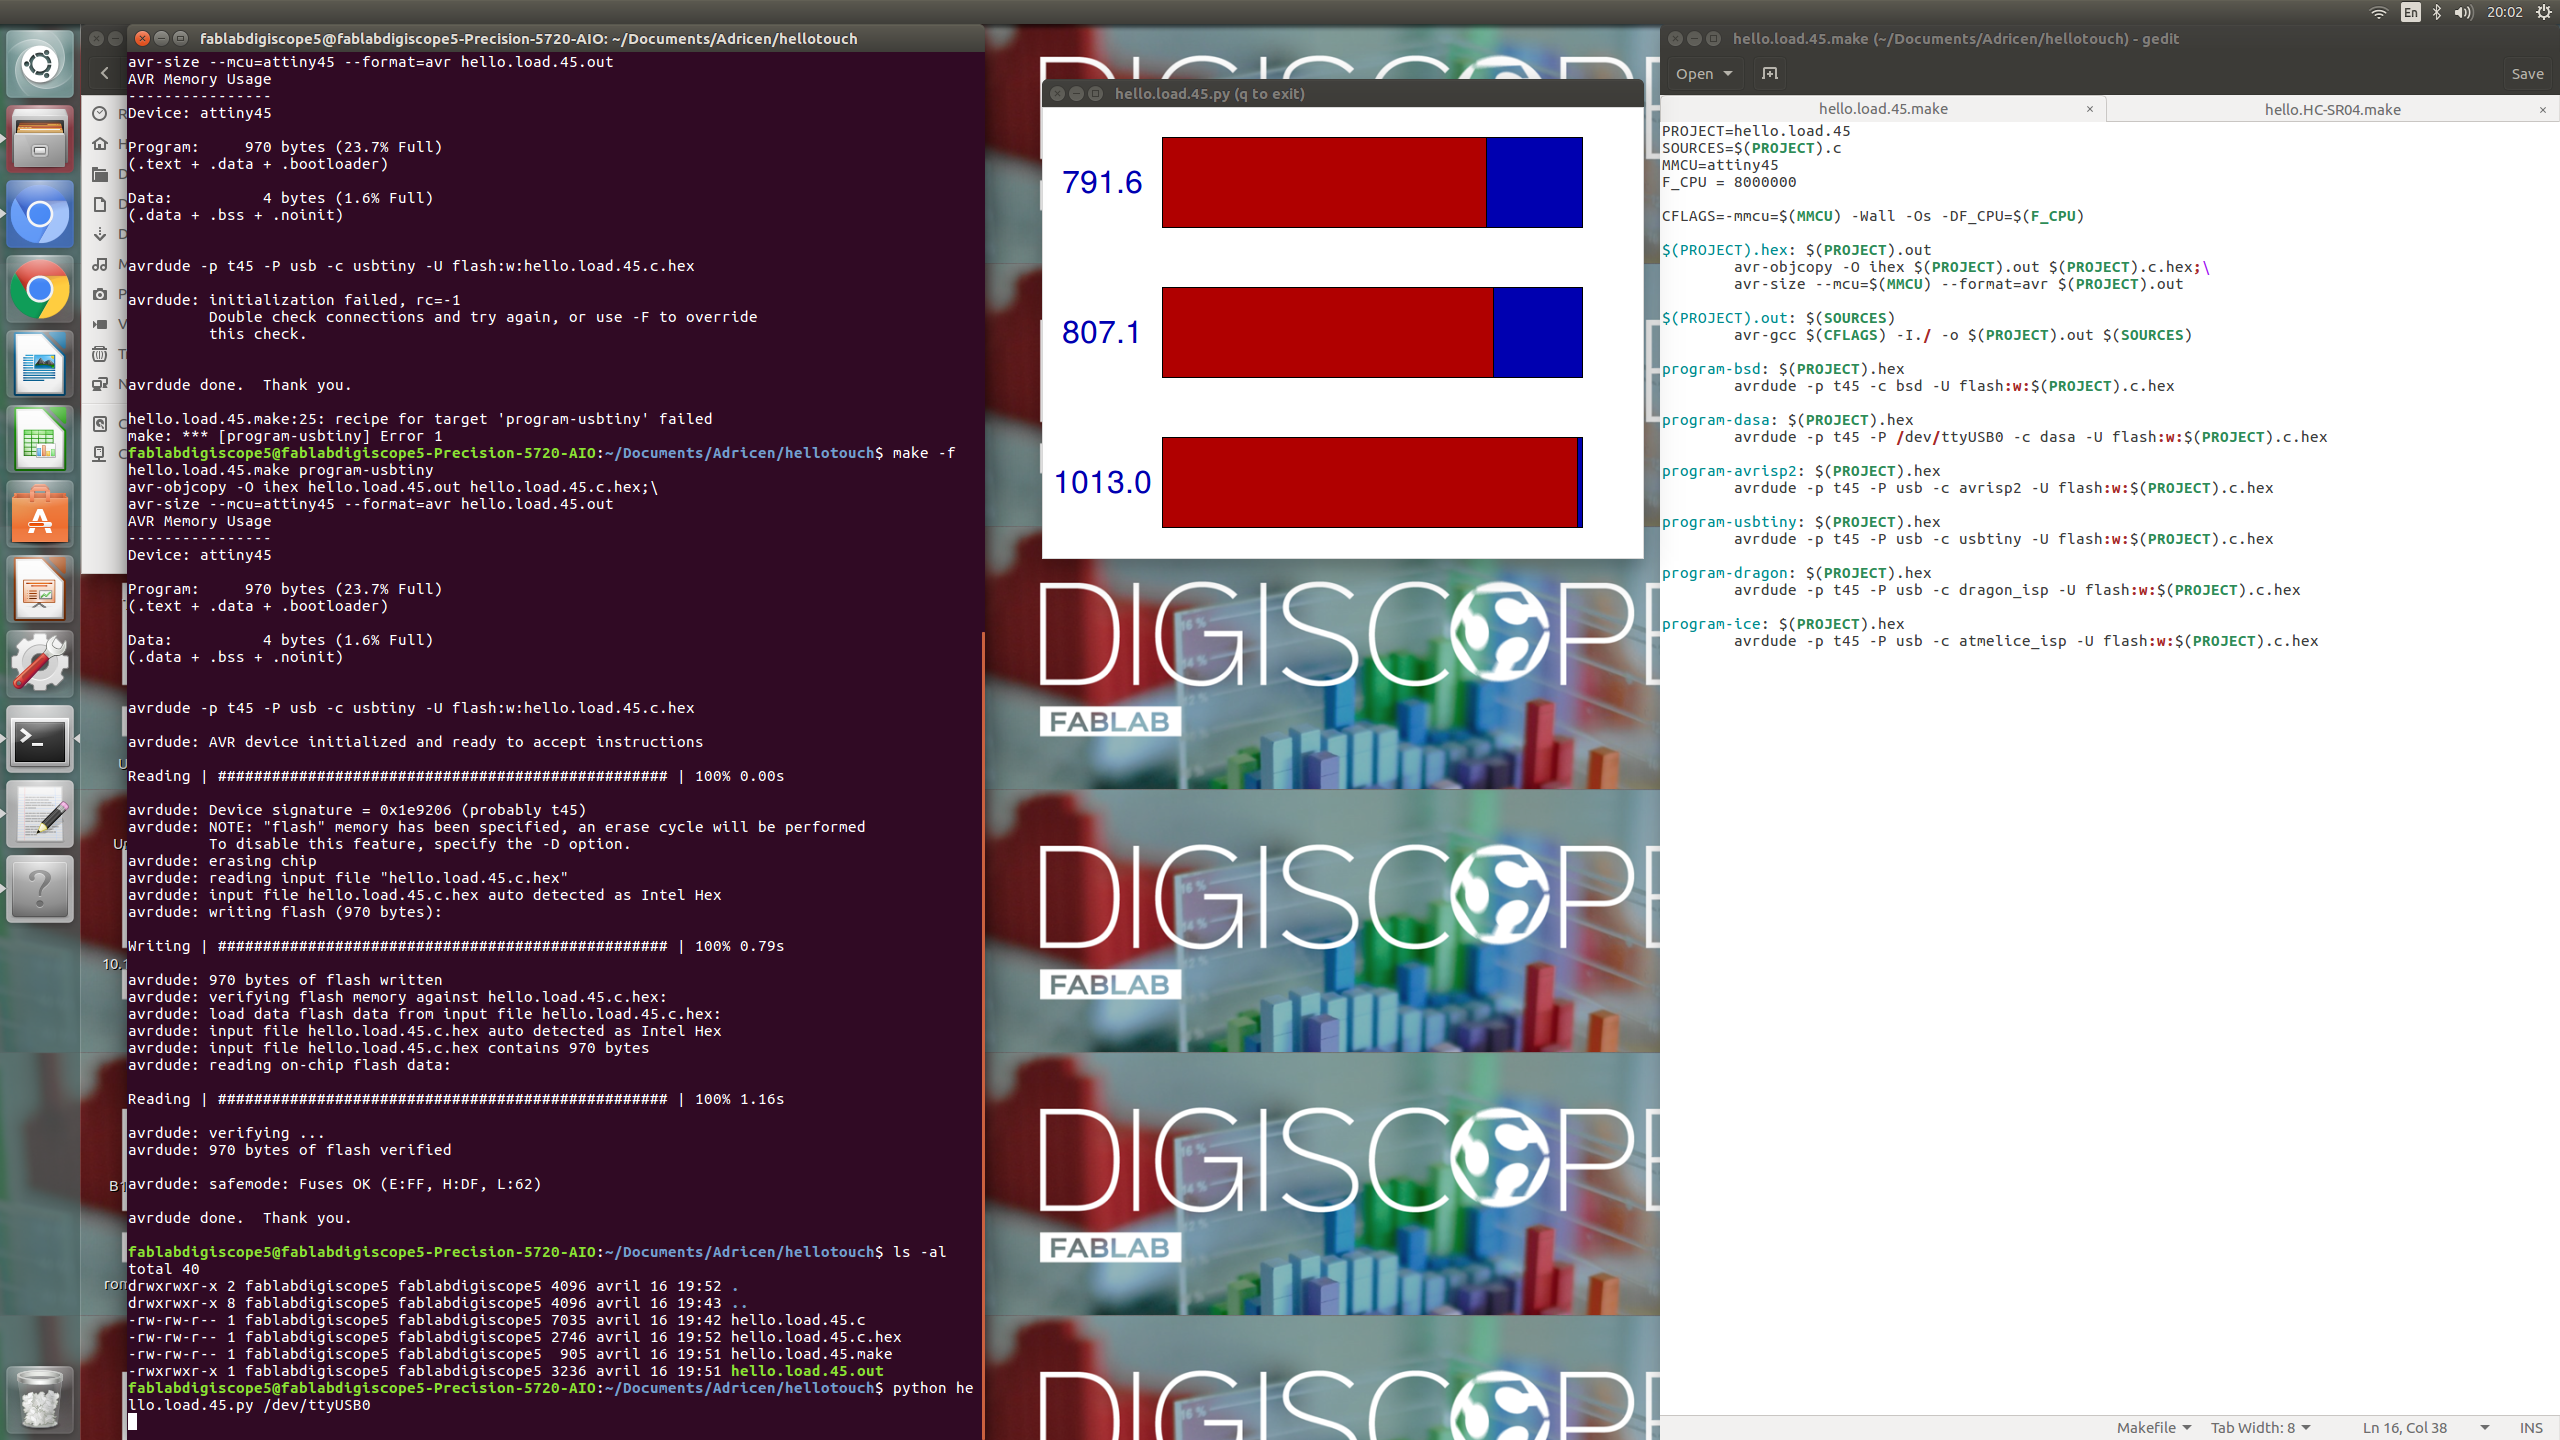 En
20:02
fablabdigiscope5@fablabdigiscope5-Precision-5720-AIO: ~/Documents/Adricen/hellotouch
avr-size --mcu=attiny45 --format=avr hello.load.45.out
AVR Memory Usage
----------------
Device: attiny45
Program:     970 bytes (23.7% Full)
(.text + .data + .bootloader)
Data:          4 bytes (1.6% Full)
(.data + .bss + .noinit)
avrdude -p t45 -P usb -c usbtiny -U flash:w:hello.load.45.c.hex
avrdude: initialization failed, rc=-1
         Double check connections and try again, or use -F to override
         this check.
avrdude done.  Thank you.
hello.load.45.make:25: recipe for target 'program-usbtiny' failed
make: *** [program-usbtiny] Error 1
fablabdigiscope5@fablabdigiscope5-Precision-5720-AIO:~/Documents/Adricen/hellotouch$ make -f
hello.load.45.make program-usbtiny
avr-objcopy -O ihex hello.load.45.out hello.load.45.c.hex;\
avr-size --mcu=attiny45 --format=avr hello.load.45.out
AVR Memory Usage
----------------
Device: attiny45
Program:     970 bytes (23.7% Full)
(.text + .data + .bootloader)
Data:          4 bytes (1.6% Full)
(.data + .bss + .noinit)
avrdude -p t45 -P usb -c usbtiny -U flash:w:hello.load.45.c.hex
avrdude: AVR device initialized and ready to accept instructions
Reading | ################################################## | 100% 0.00s
avrdude: Device signature = 0x1e9206 (probably t45)
avrdude: NOTE: "flash" memory has been specified, an erase cycle will be performed
         To disable this feature, specify the -D option.
avrdude: erasing chip
avrdude: reading input file "hello.load.45.c.hex"
avrdude: input file hello.load.45.c.hex auto detected as Intel Hex
avrdude: writing flash (970 bytes):
Writing | ################################################## | 100% 0.79s
avrdude: 970 bytes of flash written
avrdude: verifying flash memory against hello.load.45.c.hex:
avrdude: load data flash data from input file hello.load.45.c.hex:
avrdude: input file hello.load.45.c.hex auto detected as Intel Hex
avrdude: input file hello.load.45.c.hex contains 970 bytes
avrdude: reading on-chip flash data:
Reading | ################################################## | 100% 1.16s
avrdude: verifying ...
avrdude: 970 bytes of flash verified
avrdude: safemode: Fuses OK (E:FF, H:DF, L:62)
avrdude done.  Thank you.
fablabdigiscope5@fablabdigiscope5-Precision-5720-AIO:~/Documents/Adricen/hellotouch$ ls -al
total 40
drwxrwxr-x 2 fablabdigiscope5 fablabdigiscope5 4096 avril 16 19:52 .
drwxrwxr-x 8 fablabdigiscope5 fablabdigiscope5 4096 avril 16 19:43 ..
-rw-rw-r-- 1 fablabdigiscope5 fablabdigiscope5 7035 avril 16 19:42 hello.load.45.c
-rw-rw-r-- 1 fablabdigiscope5 fablabdigiscope5 2746 avril 16 19:52 hello.load.45.c.hex
-rw-rw-r-- 1 fablabdigiscope5 fablabdigiscope5  905 avril 16 19:51 hello.load.45.make
-rwxrwxr-x 1 fablabdigiscope5 fablabdigiscope5 3236 avril 16 19:51 hello.load.45.out
fablabdigiscope5@fablabdigiscope5-Precision-5720-AIO:~/Documents/Adricen/hellotouch$ python he
llo.load.45.py /dev/ttyUSB0
hello.load.45.py (q to exit)
791.6
807.1
1013.0
DIGISCOPE
FABLAB
DIGISCOPE
FABLAB
DIGISCOPE
FABLAB
hello.load.45.make (~/Documents/Adricen/hellotouch) - gedit
Open
Save
hello.load.45.make
hello.HC-SR04.make
PROJECT=hello.load.45
SOURCES=$(PROJECT).c
MMCU=attiny45
F_CPU = 8000000
CFLAGS=-mmcu=$(MMCU) -Wall -Os -DF_CPU=$(F_CPU)
$(PROJECT).hex: $(PROJECT).out
        avr-objcopy -O ihex $(PROJECT).out $(PROJECT).c.hex;\
        avr-size --mcu=$(MMCU) --format=avr $(PROJECT).out
$(PROJECT).out: $(SOURCES)
        avr-gcc $(CFLAGS) -I./ -o $(PROJECT).out $(SOURCES)
program-bsd: $(PROJECT).hex
        avrdude -p t45 -c bsd -U flash:w:$(PROJECT).c.hex
program-dasa: $(PROJECT).hex
        avrdude -p t45 -P /dev/ttyUSB0 -c dasa -U flash:w:$(PROJECT).c.hex
program-avrisp2: $(PROJECT).hex
        avrdude -p t45 -P usb -c avrisp2 -U flash:w:$(PROJECT).c.hex
program-usbtiny: $(PROJECT).hex
        avrdude -p t45 -P usb -c usbtiny -U flash:w:$(PROJECT).c.hex
program-dragon: $(PROJECT).hex
        avrdude -p t45 -P usb -c dragon_isp -U flash:w:$(PROJECT).c.hex
program-ice: $(PROJECT).hex
        avrdude -p t45 -P usb -c atmelice_isp -U flash:w:$(PROJECT).c.hex
Makefile
Tab Width: 8
Ln 16, Col 38
INS